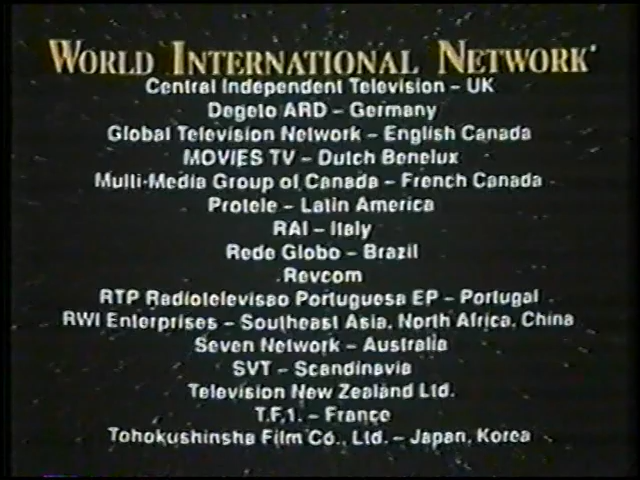 WORLD INTERNATIONAL NETWORK
Central Independent Television – UK
Degeto ARD – Germany
Global Television Network – English Canada
MOVIES TV – Dutch Benelux
Multi-Media Group of Canada – French Canada
Protele – Latin America
RAI – Italy
Rede Globo – Brazil
Revcom
RTP Radiotelevisao Portuguesa EP – Portugal
RWI Enterprises – Southeast Asia, North Africa, China
Seven Network – Australia
SVT – Scandinavia
Television New Zealand Ltd.
T.F.1. – France
Tohokushinsha Film Co., Ltd. – Japan, Korea